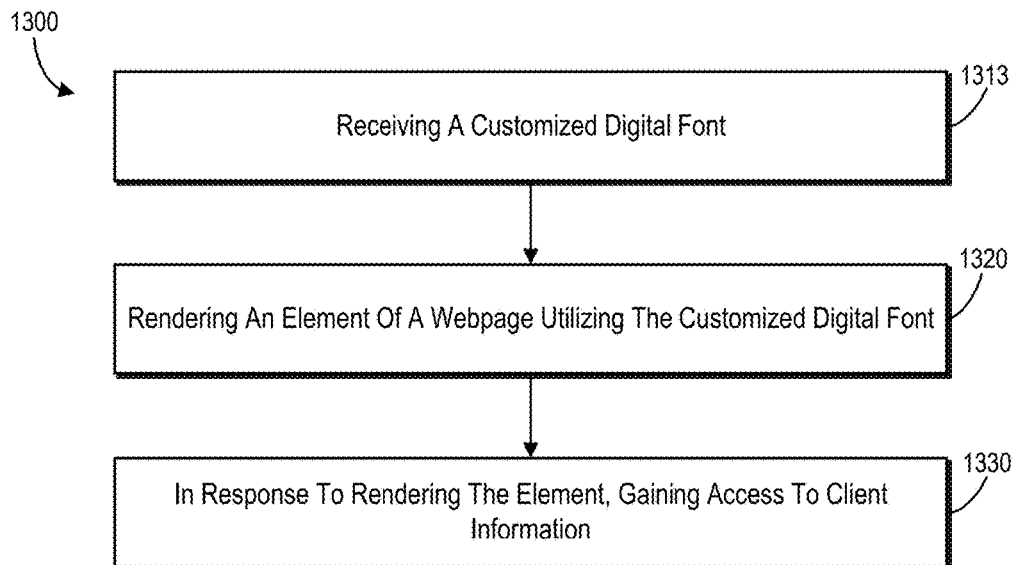 1300
1313
Receiving A Customized Digital Font
1320
Rendering An Element Of A Webpage Utilizing The Customized Digital Font
1330
In Response To Rendering The Element, Gaining Access To Client
Information